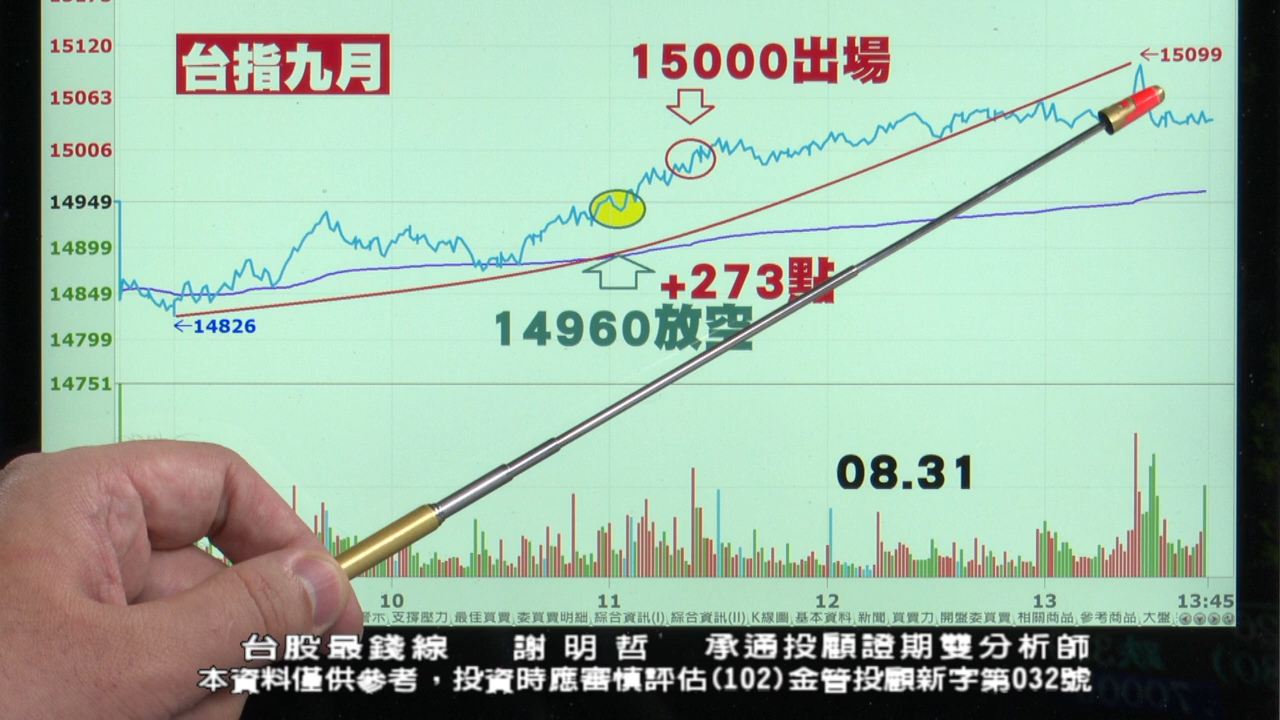 15120
15063
15006
14949
14899
14849
14799
14751
台指九月
15000出場
←15099
+273點
14960放空
←14826
08.31
10 11 12 13 13:45
支撐壓力 最佳買賣 委買賣明細 綜合資訊(I) 綜合資訊(II) K線圖 基本資料 新聞 買賣力 開盤委買賣 相關商品 參考商品 大盤
台股最錢線 謝明哲 承通投顧證期雙分析師
本資料僅供參考，投資時應審慎評估(102)金管投顧新字第032號